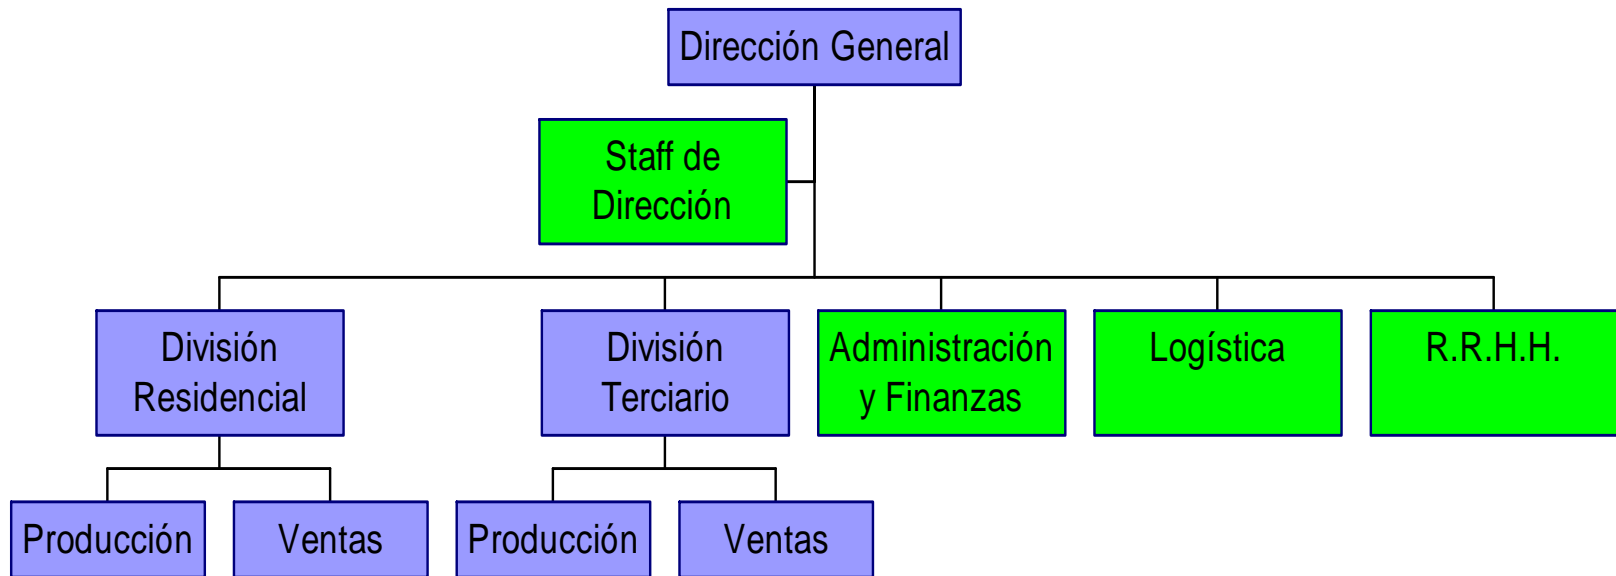 Dirección General
Staff de
Dirección
División
Residencial
División
Terciario
Administración
y Finanzas
Logística
R.R.H.H.
Producción
Ventas
Producción
Ventas